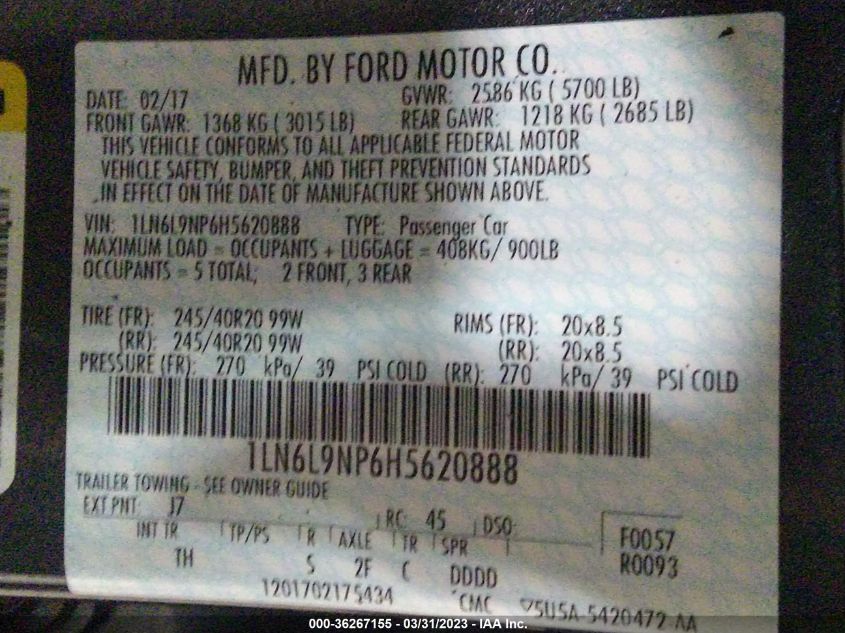 MFD. BY FORD MOTOR CO.
DATE: 02/17 GVWR: 2586 KG ( 5700 LB)
FRONT GAWR: 1368 KG ( 3015 LB) REAR GAWR: 1218 KG ( 2685 LB)
THIS VEHICLE CONFORMS TO ALL APPLICABLE FEDERAL MOTOR
VEHICLE SAFETY, BUMPER, AND THEFT PREVENTION STANDARDS
IN EFFECT ON THE DATE OF MANUFACTURE SHOWN ABOVE.
VIN: 1LN6L9NP6H5620888 TYPE: Passenger Car
MAXIMUM LOAD = OCCUPANTS + LUGGAGE = 408KG/ 900LB
OCCUPANTS = 5 TOTAL; 2 FRONT, 3 REAR
TIRE (FR): 245/40R20 99W RIMS (FR): 20x8.5
(RR): 245/40R20 99W (RR): 20x8.5
PRESSURE (FR): 270 kPa/ 39 PSI COLD (RR): 270 kPa/ 39 PSI COLD
1LN6L9NP6H5620888
TRAILER TOWING - SEE OWNER GUIDE
EXT PNT: J7 RC: 45 DSO:
INT TR TP/PS R AXLE TR SPR F0057
TH S 2F C DDDD R0093
1201702175434 CMC 5U5A-5420472-AA
000-36267155 - 03/31/2023 - IAA Inc.